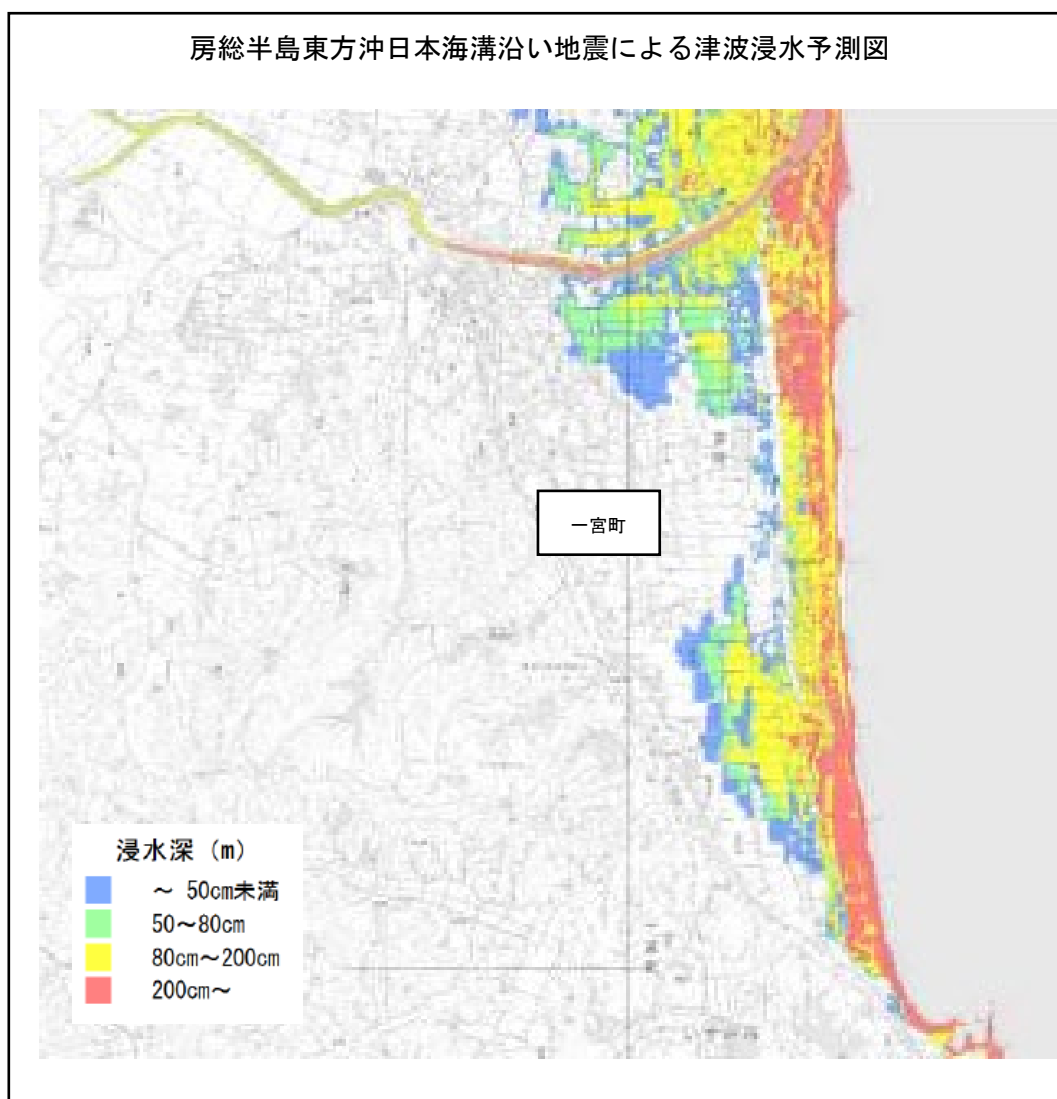 房総半島東方沖日本海溝沿い地震による津波浸水予測図
一宮町
浸水深（m）
～ 50cm未満
50～80cm
80cm～200cm
200cm～